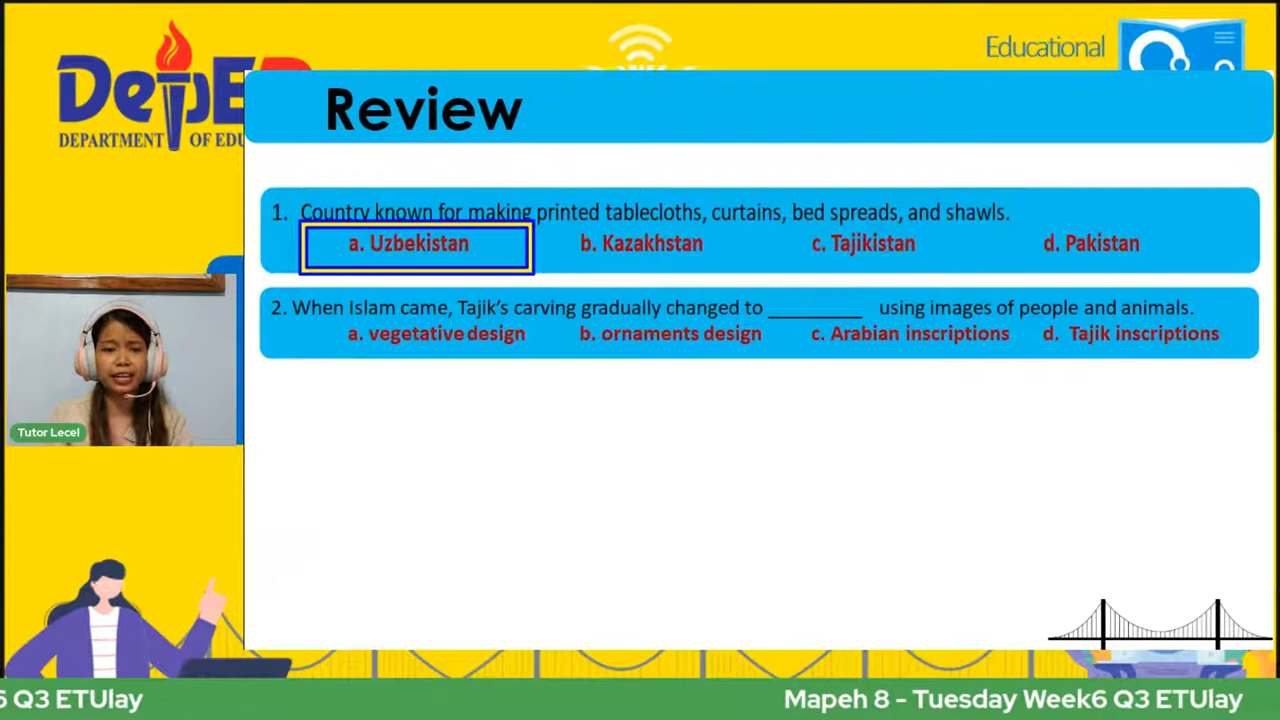 DepED
DEPARTMENT OF EDU
Educational
Review
1. Country known for making printed tablecloths, curtains, bed spreads, and shawls.
a. Uzbekistan b. Kazakhstan c. Tajikistan d. Pakistan
2. When Islam came, Tajik’s carving gradually changed to _________ using images of people and animals.
a. vegetative design b. ornaments design c. Arabian inscriptions d. Tajik inscriptions
Tutor Lecel
6 Q3 ETUlay Mapeh 8 - Tuesday Week6 Q3 ETUlay